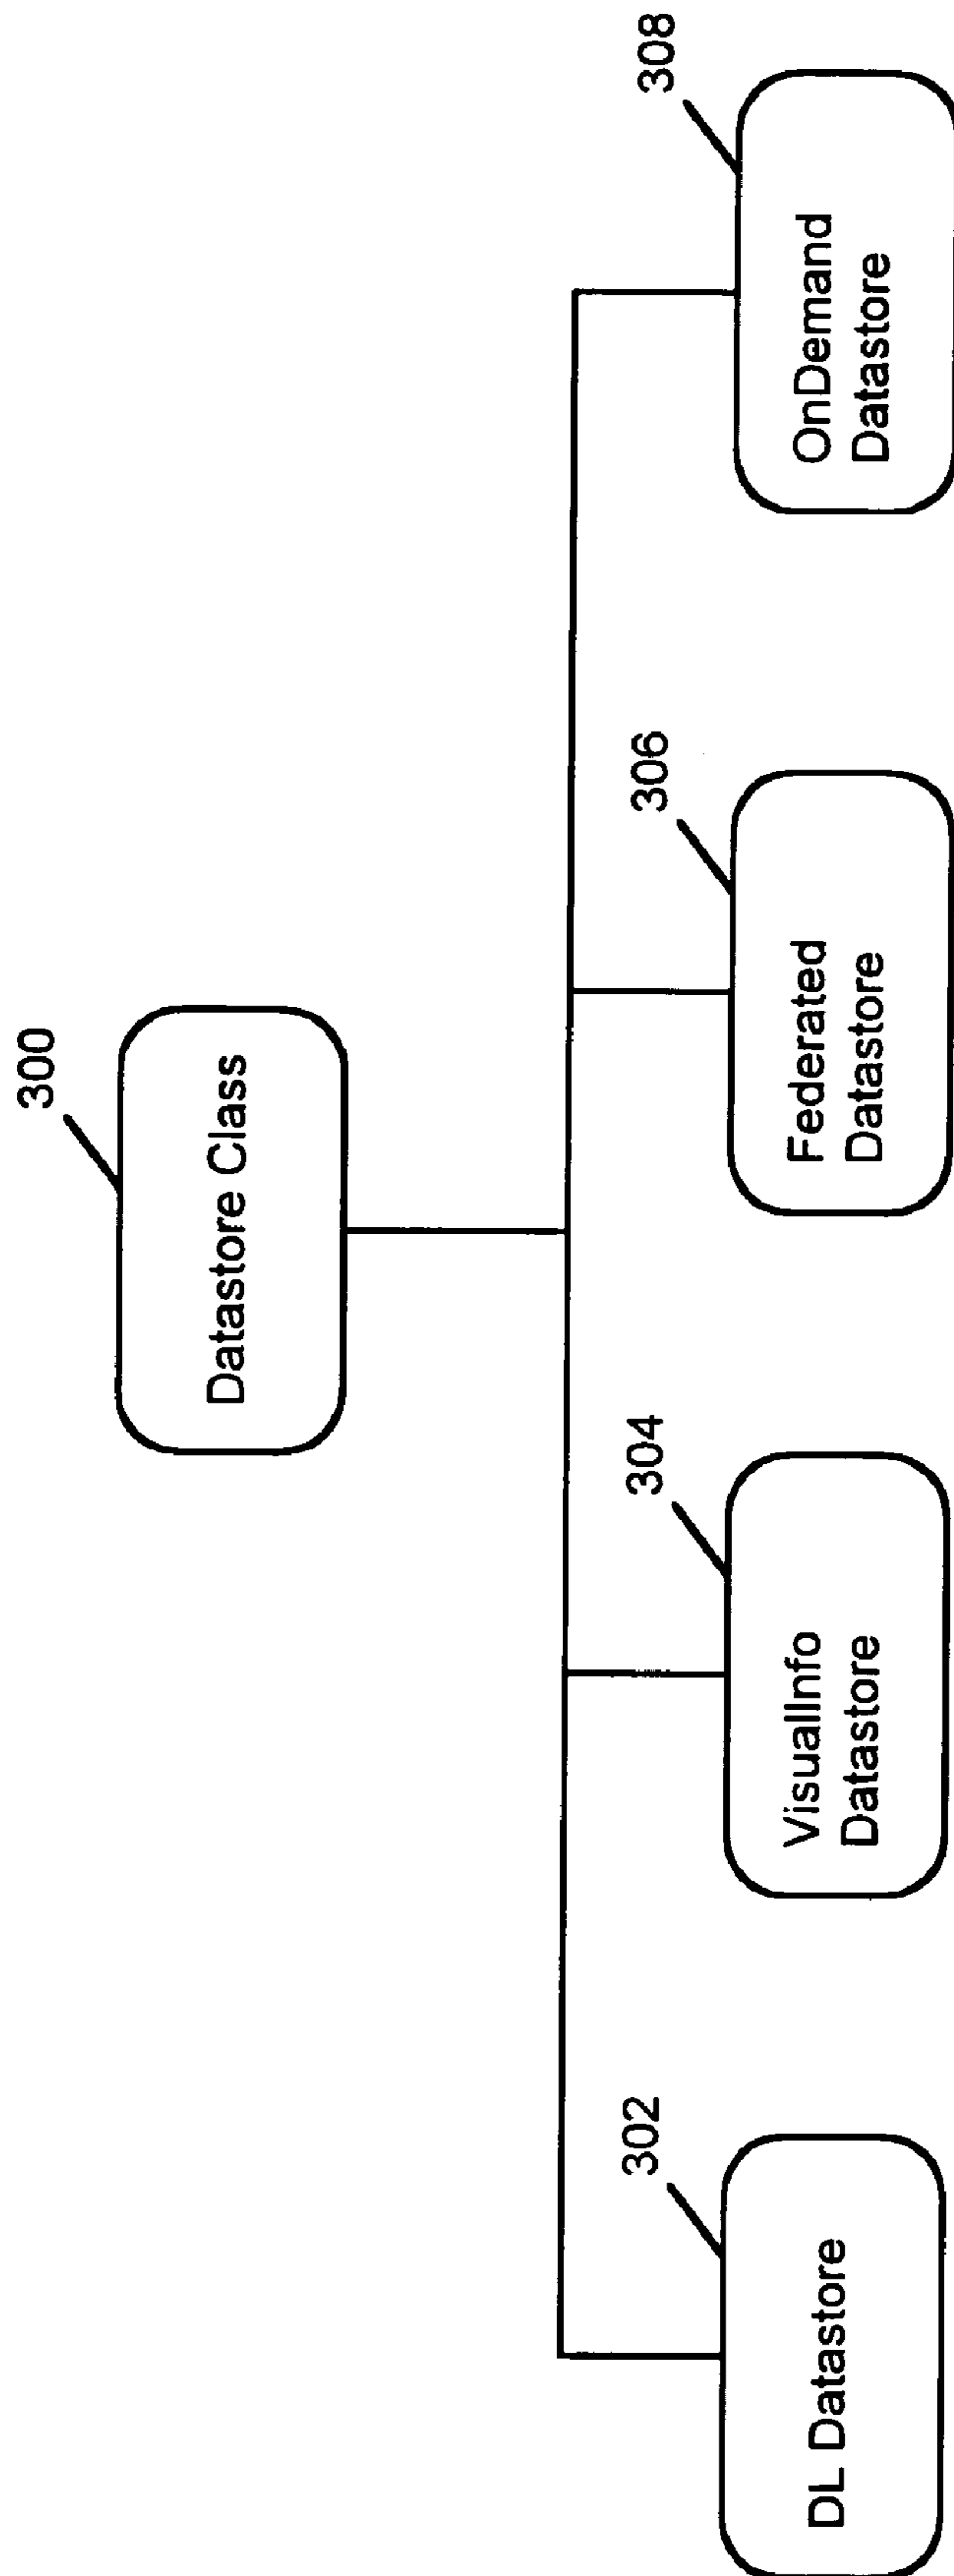 300
Datastore Class
302
DL Datastore
304
VisualInfo
Datastore
306
Federated
Datastore
308
OnDemand
Datastore